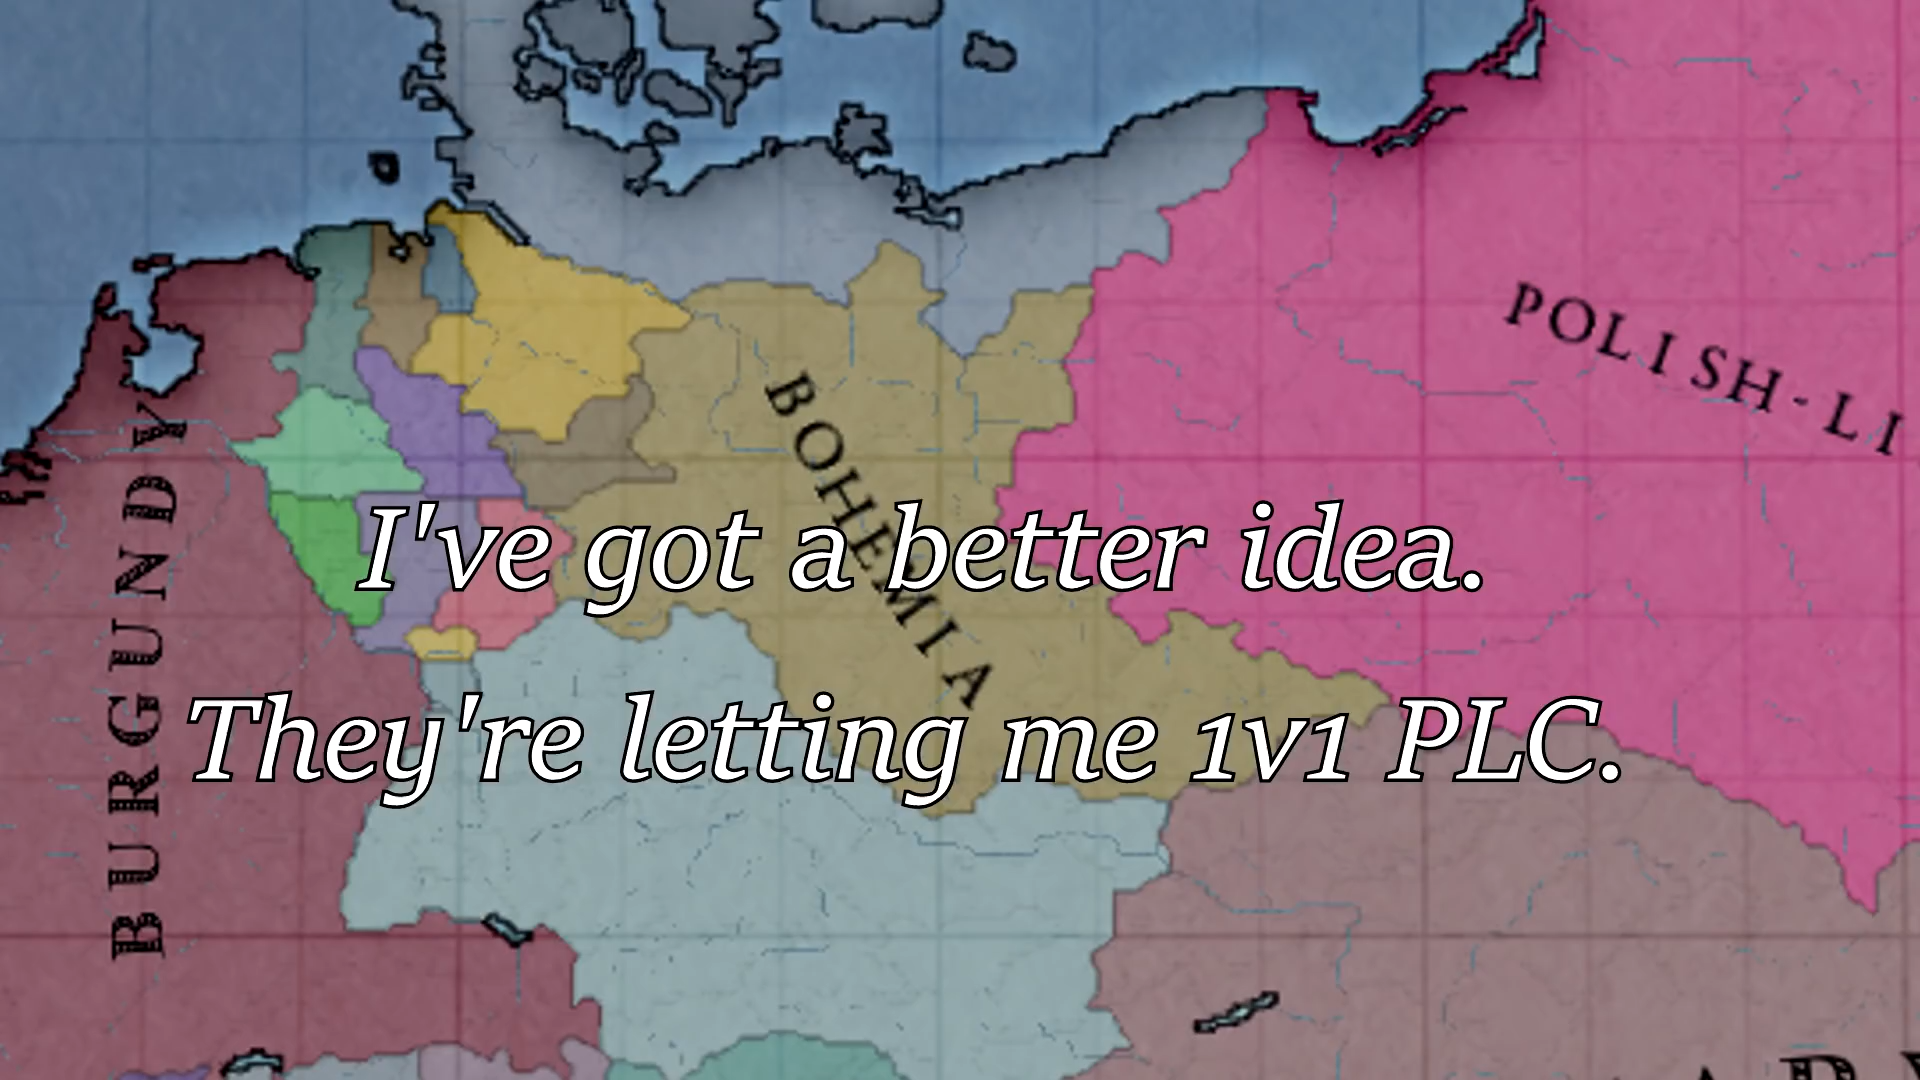 POLISH-LI
BOHEMIA
BURGUNDY
I've got a better idea.
They're letting me 1v1 PLC.